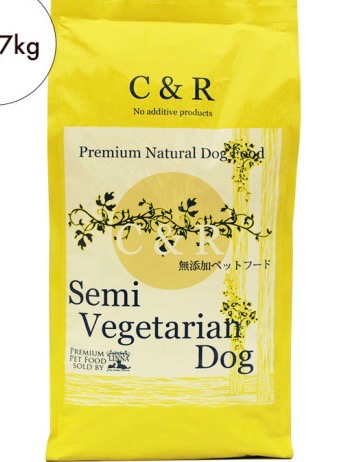 7kg
C & R
No additive products
Premium Natural Dog Food
C & R
無添加ペットフード
Semi
Vegetarian
Dog
PREMIUM
PET FOOD
SOLD BY
LINNA